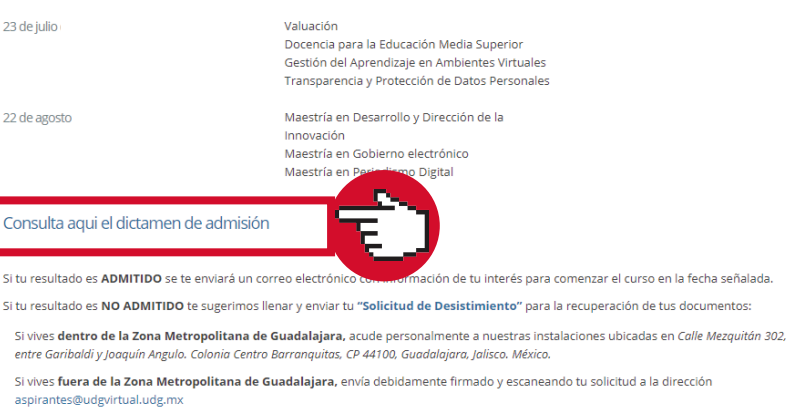 23 de julio
Valuación
Docencia para la Educación Media Superior
Gestión del Aprendizaje en Ambientes Virtuales
Transparencia y Protección de Datos Personales
22 de agosto
Maestría en Desarrollo y Dirección de la
Innovación
Maestría en Gobierno electrónico
Maestría en Periodismo Digital
Consulta aqui el dictamen de admisión
Si tu resultado es ADMITIDO se te enviará un correo electrónico con información de tu interés para comenzar el curso en la fecha señalada.
Si tu resultado es NO ADMITIDO te sugerimos llenar y enviar tu “Solicitud de Desistimiento” para la recuperación de tus documentos:
Si vives dentro de la Zona Metropolitana de Guadalajara, acude personalmente a nuestras instalaciones ubicadas en Calle Mezquitán 302,
entre Garibaldi y Joaquín Angulo. Colonia Centro Barranquitas, CP 44100, Guadalajara, Jalisco. México.
Si vives fuera de la Zona Metropolitana de Guadalajara, envía debidamente firmado y escaneando tu solicitud a la dirección
aspirantes@udgvirtual.udg.mx